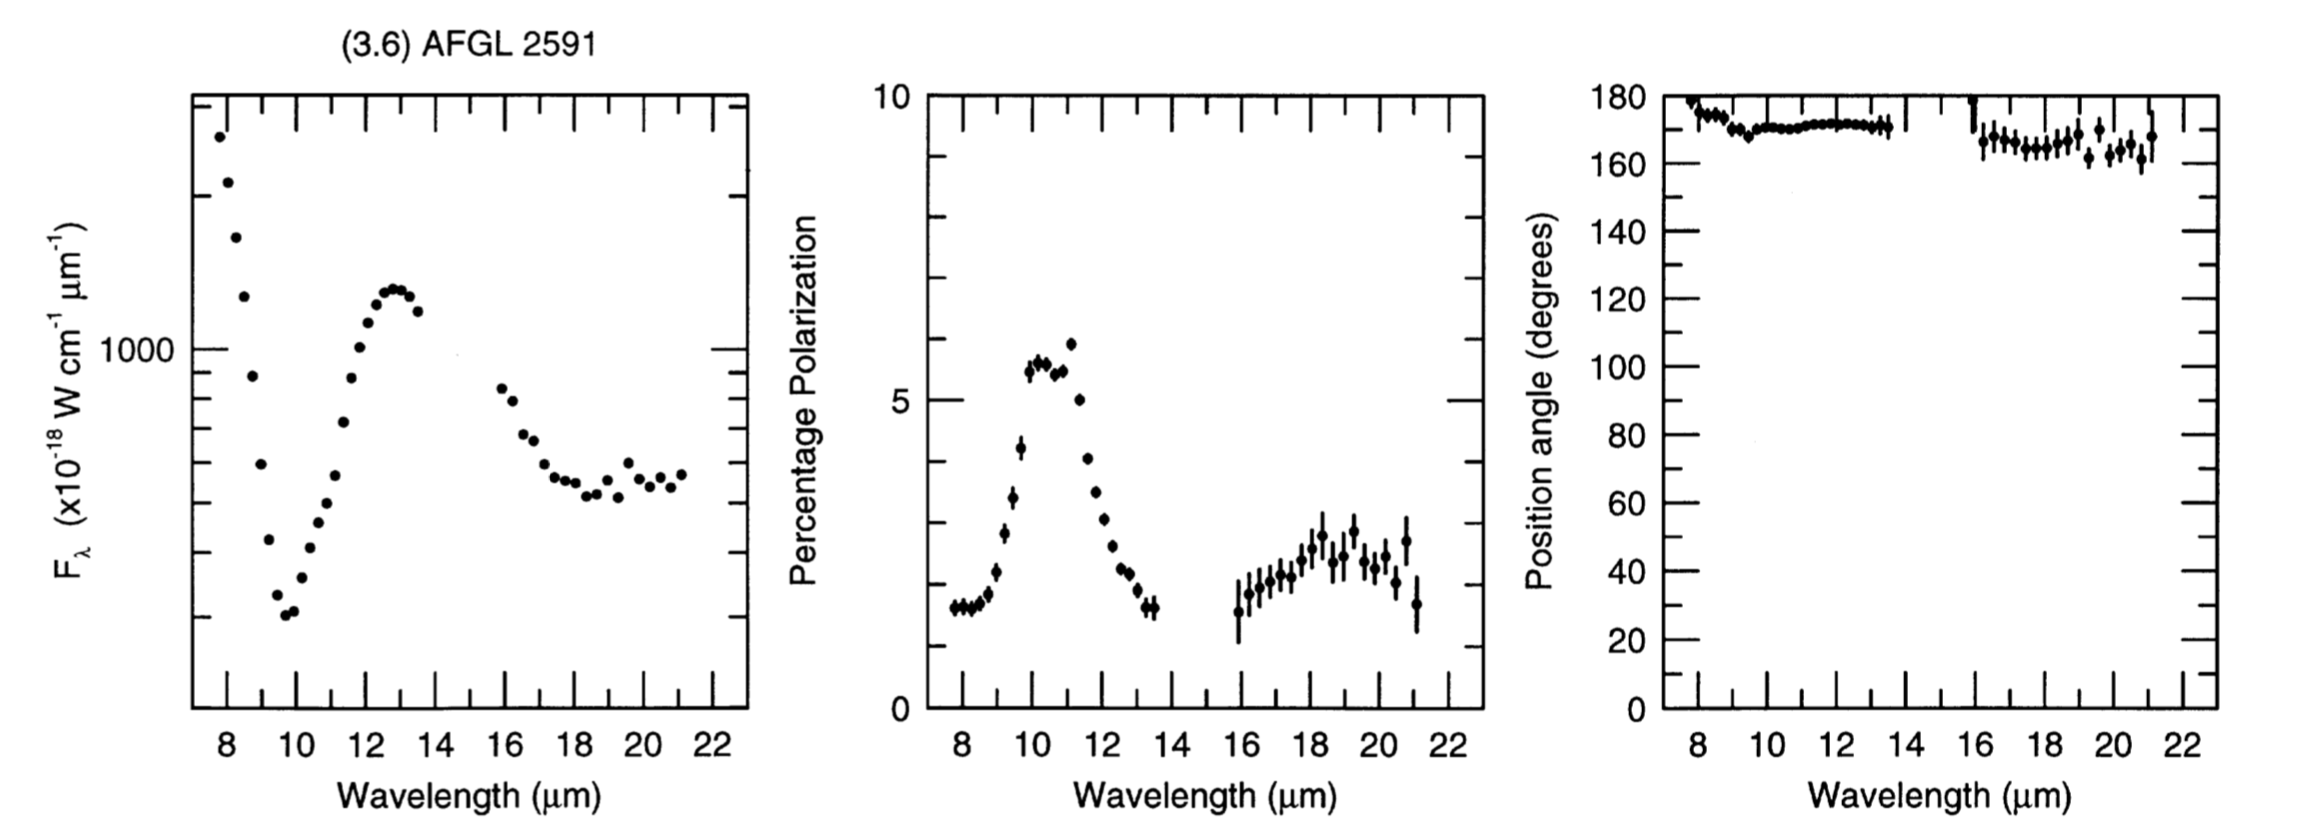 (3.6) AFGL 2591
F_λ (x10^-18 W cm^-1 μm^-1)
1000
8 10 12 14 16 18 20 22
Wavelength (μm)
Percentage Polarization
10
5
0
8 10 12 14 16 18 20 22
Wavelength (μm)
Position angle (degrees)
180
160
140
120
100
80
60
40
20
0
8 10 12 14 16 18 20 22
Wavelength (μm)